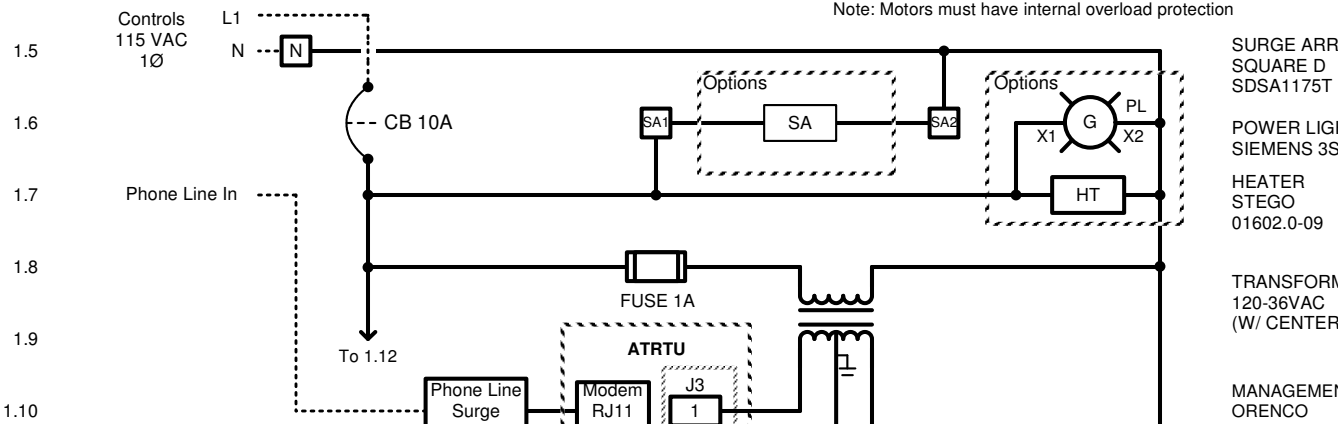 Note: Motors must have internal overload protection
Controls
115 VAC
1Ø
L1
N
N
1.5
SURGE ARR
SQUARE D
SDSA1175T
Options
Options
1.6
CB 10A
SA1
SA
SA2
G
PL
X1
X2
POWER LIG
SIEMENS 3S
1.7
Phone Line In
HT
HEATER
STEGO
01602.0-09
1.8
FUSE 1A
TRANSFORM
120-36VAC
(W/ CENTER
1.9
To 1.12
ATRTU
1.10
Phone Line
Surge
Modem
RJ11
J3
1
MANAGEMEN
ORENCO